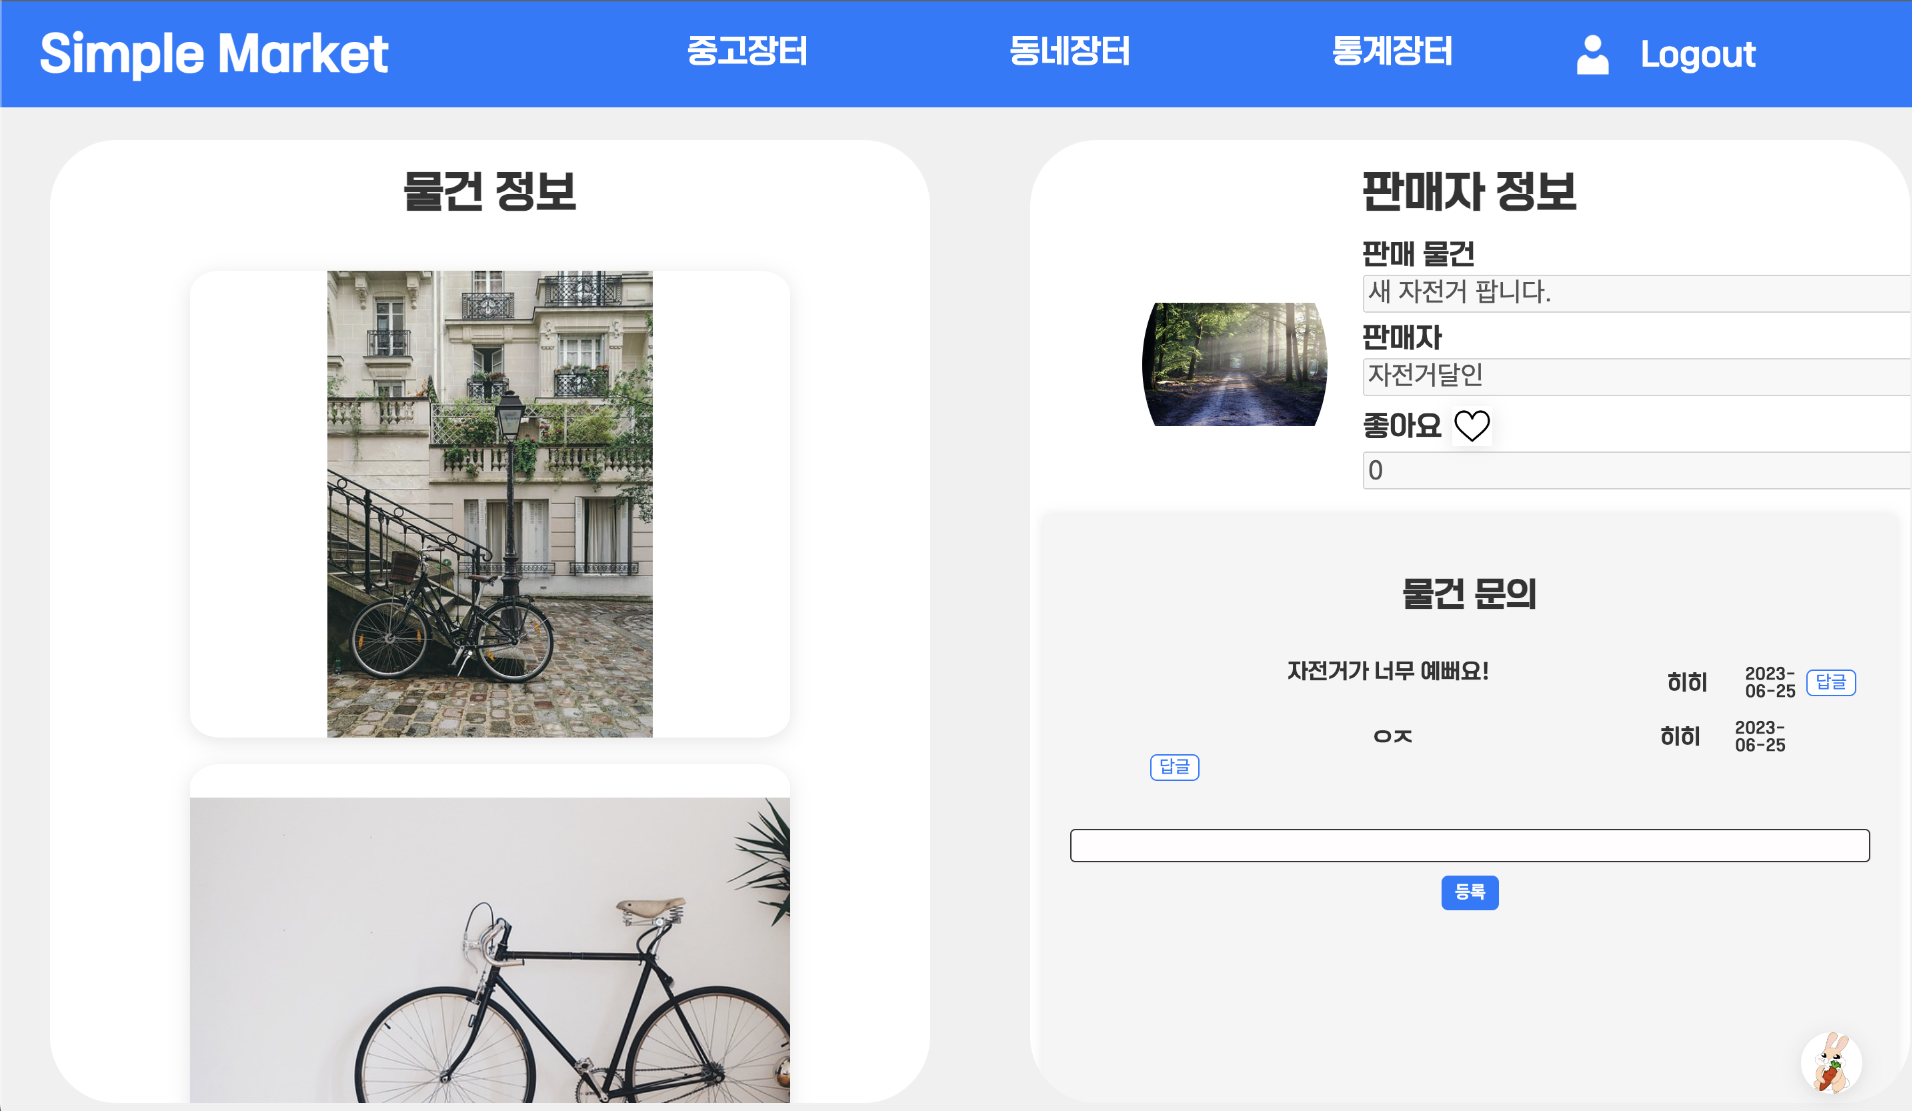 Simple Market
중고장터
동네장터
통계장터
Logout
물건 정보
판매자 정보
판매 물건
새 자전거 팝니다.
판매자
자전거달인
좋아요
0
물건 문의
자전거가 너무 예뻐요!
히히
2023-
06-25
답글
ㅇㅈ
히히
2023-
06-25
답글
등록